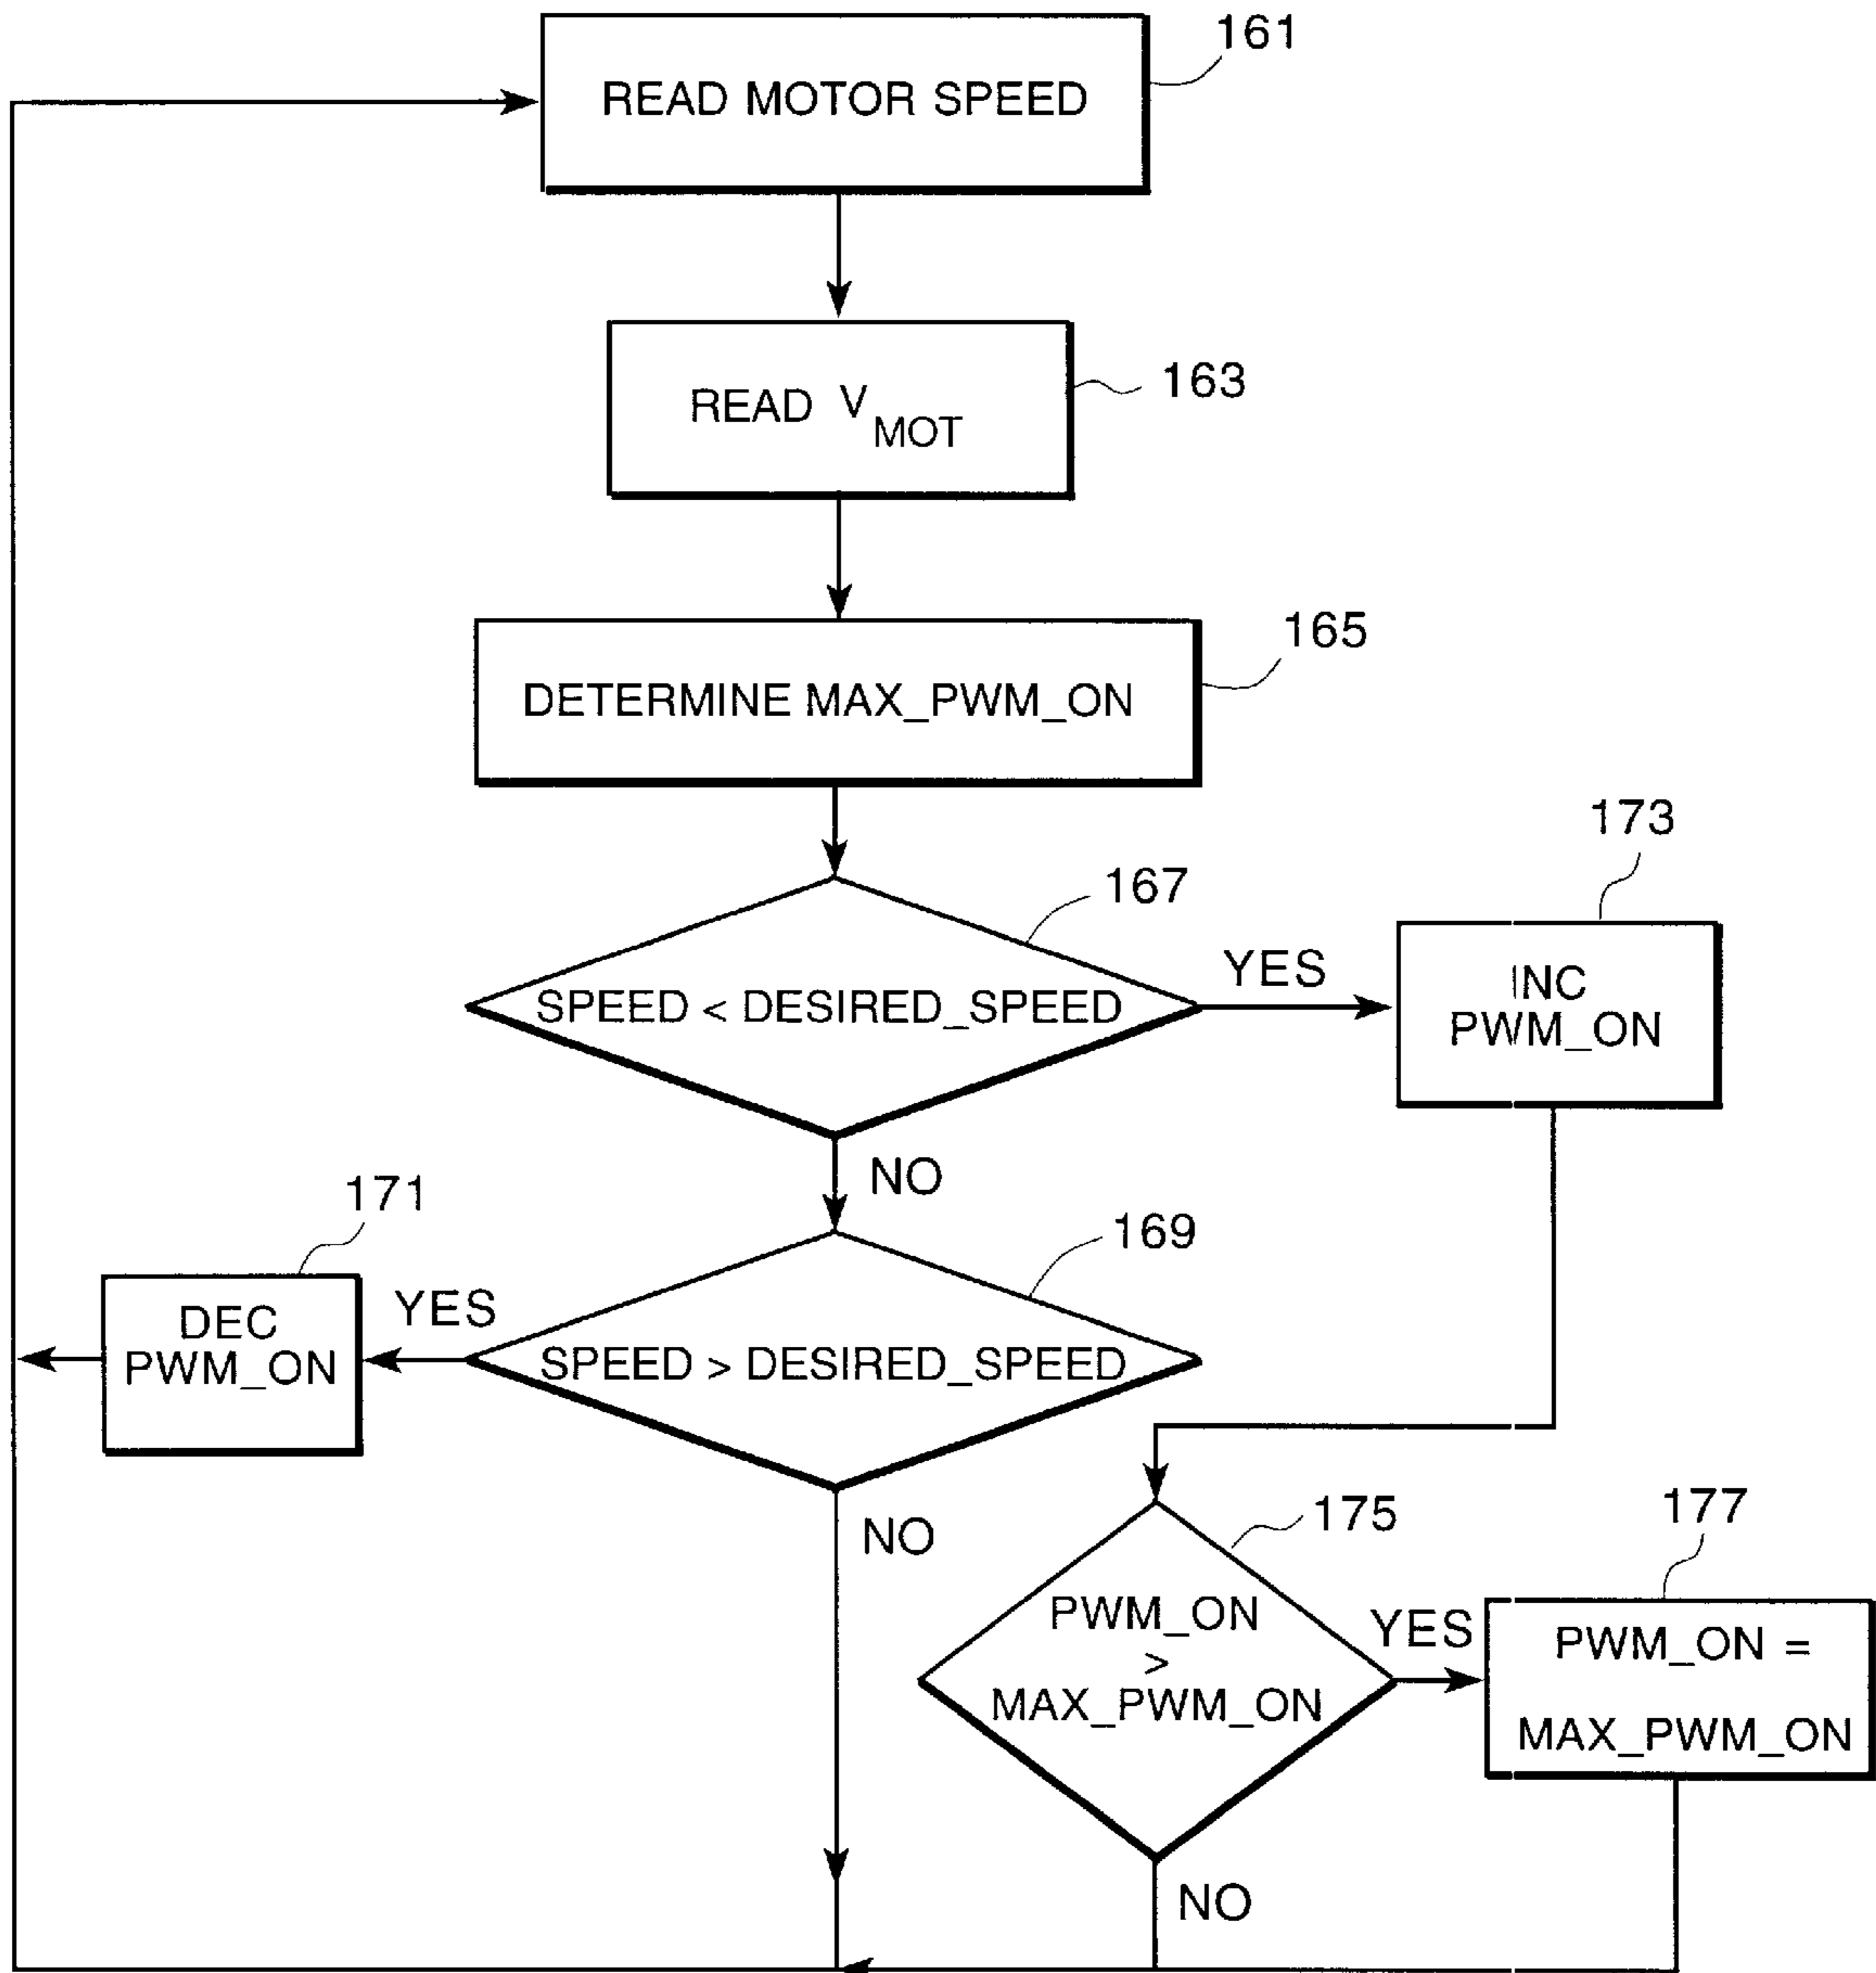 161
READ MOTOR SPEED
163
READ V_MOT
165
DETERMINE MAX_PWM_ON
173
167
SPEED < DESIRED_SPEED
YES
INC
PWM_ON
NO
171
169
DEC
PWM_ON
YES
SPEED > DESIRED_SPEED
NO
175
177
PWM_ON
>
MAX_PWM_ON
YES
PWM_ON =
MAX_PWM_ON
NO